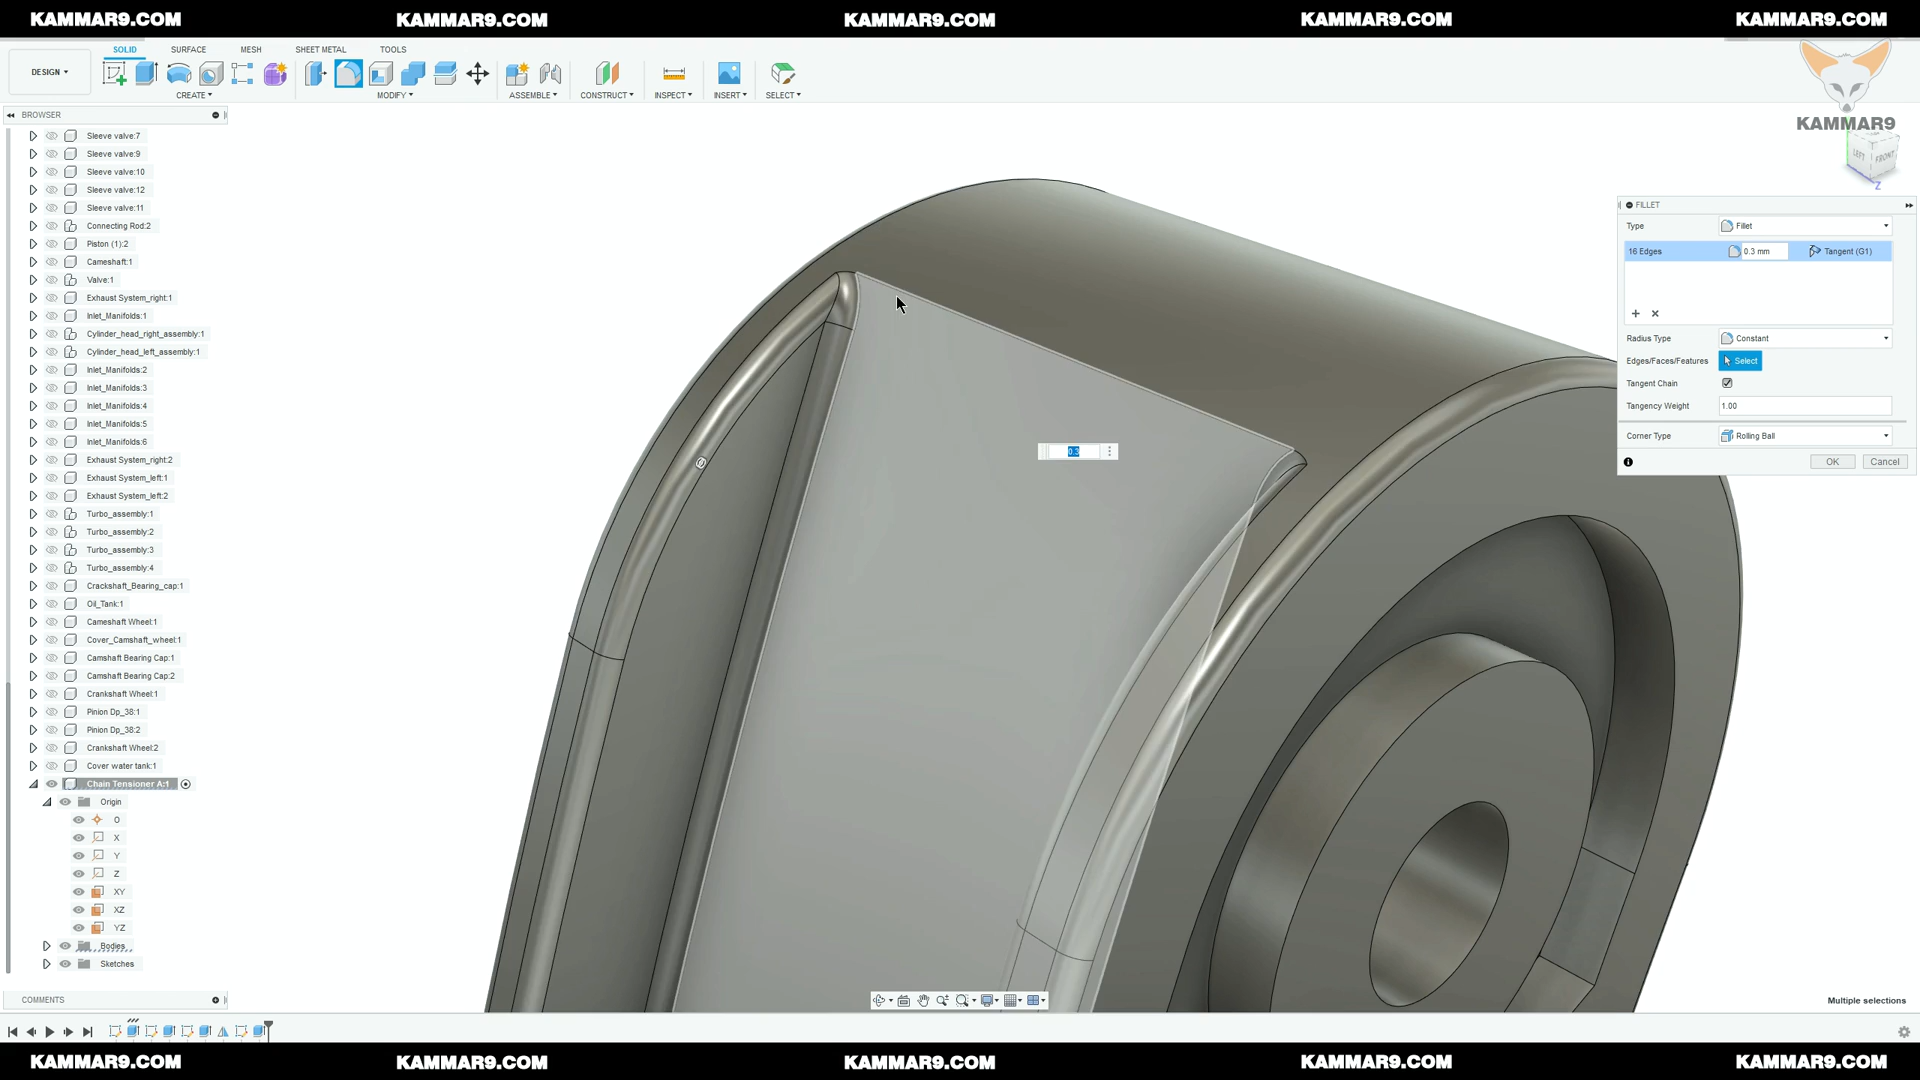 KAMMAR9.COM KAMMAR9.COM KAMMAR9.COM KAMMAR9.COM KAMMAR9.COM
SOLID SURFACE MESH SHEET METAL TOOLS
DESIGN
CREATE MODIFY ASSEMBLE CONSTRUCT INSPECT INSERT SELECT
KAMMAR9
LEFT FRONT
Z
BROWSER
Sleeve valve:7
Sleeve valve:9
Sleeve valve:10
Sleeve valve:12
Sleeve valve:11
Connecting Rod:2
Piston (1):2
Cameshaft:1
Valve:1
Exhaust System_right:1
Inlet_Manifolds:1
Cylinder_head_right_assembly:1
Cylinder_head_left_assembly:1
Inlet_Manifolds:2
Inlet_Manifolds:3
Inlet_Manifolds:4
Inlet_Manifolds:5
Inlet_Manifolds:6
Exhaust System_right:2
Exhaust System_left:1
Exhaust System_left:2
Turbo_assembly:1
Turbo_assembly:2
Turbo_assembly:3
Turbo_assembly:4
Crackshaft_Bearing_cap:1
Oil_Tank:1
Cameshaft Wheel:1
Cover_Camshaft_wheel:1
Camshaft Bearing Cap:1
Camshaft Bearing Cap:2
Crankshaft Wheel:1
Pinion Dp_38:1
Pinion Dp_38:2
Crankshaft Wheel:2
Cover water tank:1
Chain Tensioner A:1
Origin
O
X
Y
Z
XY
XZ
YZ
Bodies
Sketches
COMMENTS
0.3
FILLET
Type Fillet
16 Edges 0.3 mm Tangent (G1)
Radius Type Constant
Edges/Faces/Features Select
Tangent Chain
Tangency Weight 1.00
Corner Type Rolling Ball
OK Cancel
Multiple selections
KAMMAR9.COM KAMMAR9.COM KAMMAR9.COM KAMMAR9.COM KAMMAR9.COM